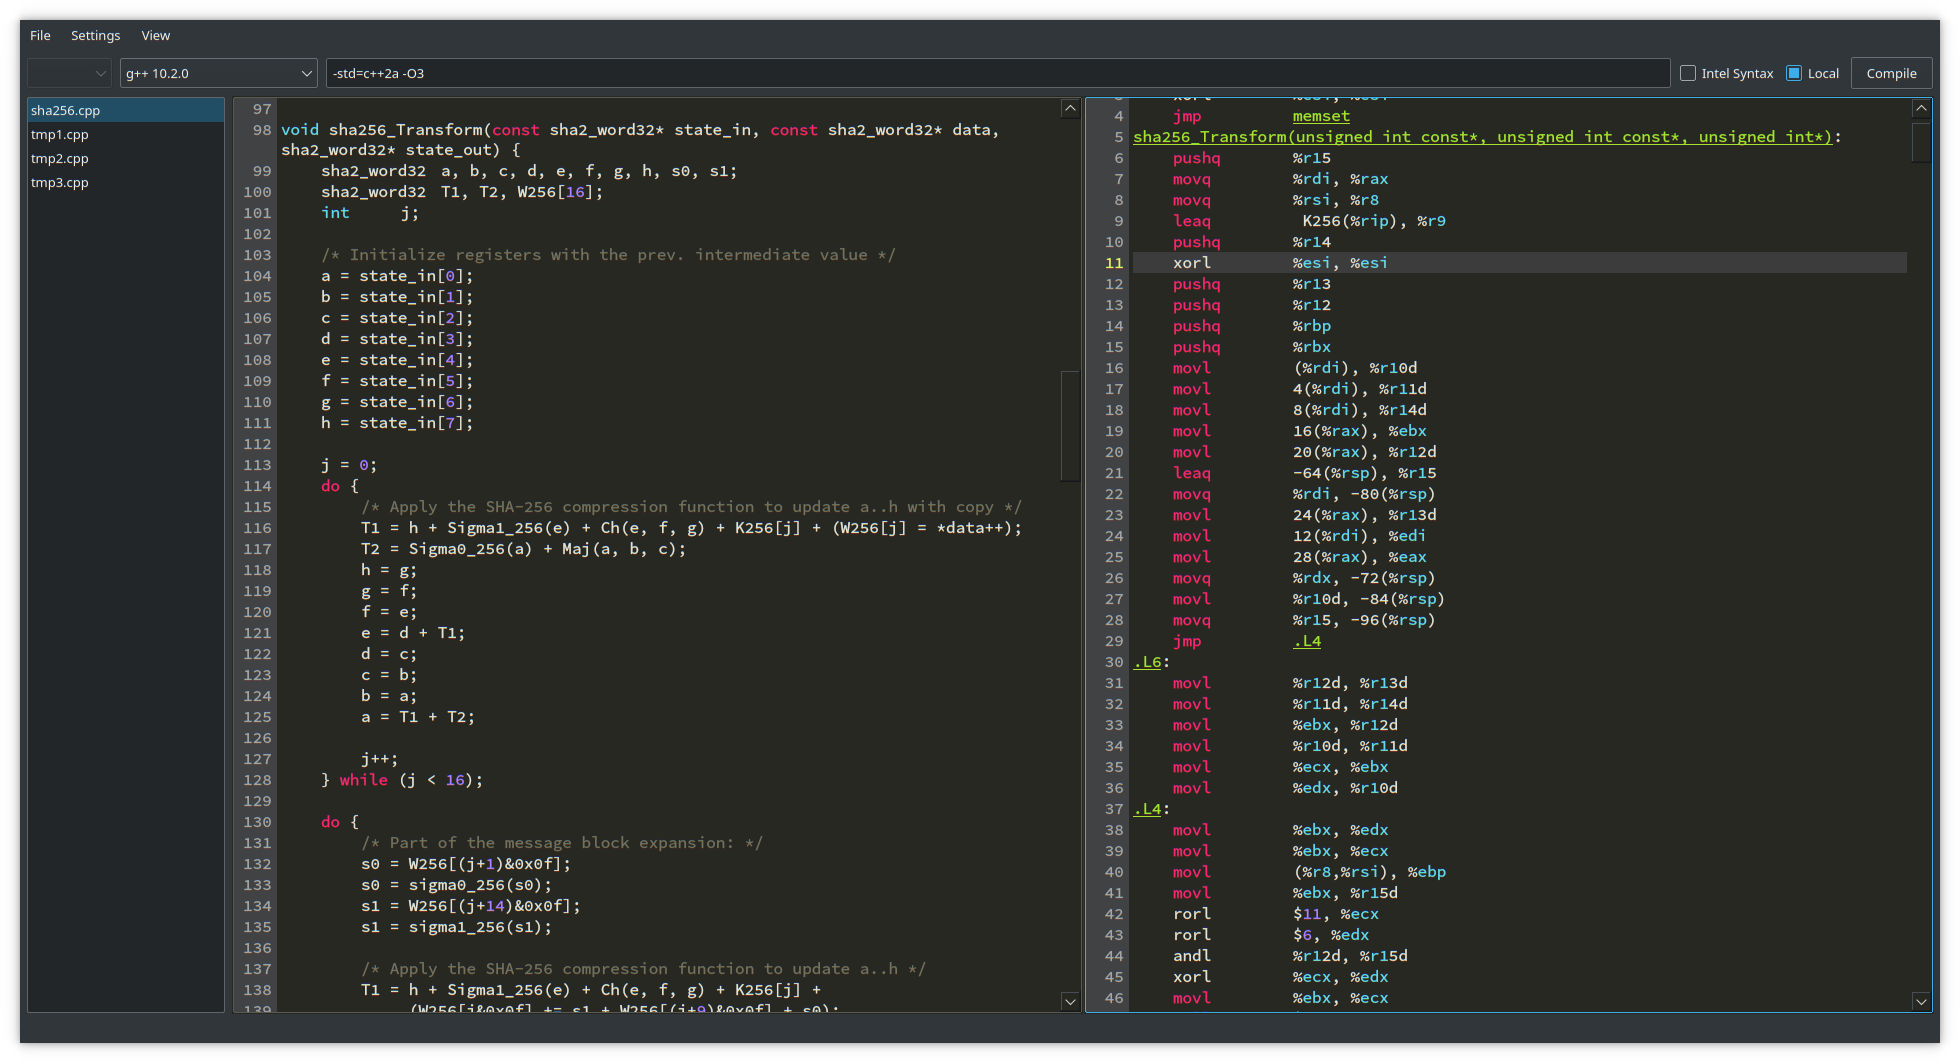 File Settings View
g++ 10.2.0 -std=c++2a -O3 Intel Syntax Local Compile
sha256.cpp
tmp1.cpp
tmp2.cpp
tmp3.cpp
97
98 void sha256_Transform(const sha2_word32* state_in, const sha2_word32* data,
sha2_word32* state_out) {
99 sha2_word32 a, b, c, d, e, f, g, h, s0, s1;
100 sha2_word32 T1, T2, W256[16];
101 int j;
102
103 /* Initialize registers with the prev. intermediate value */
104 a = state_in[0];
105 b = state_in[1];
106 c = state_in[2];
107 d = state_in[3];
108 e = state_in[4];
109 f = state_in[5];
110 g = state_in[6];
111 h = state_in[7];
112
113 j = 0;
114 do {
115 /* Apply the SHA-256 compression function to update a..h with copy */
116 T1 = h + Sigma1_256(e) + Ch(e, f, g) + K256[j] + (W256[j] = *data++);
117 T2 = Sigma0_256(a) + Maj(a, b, c);
118 h = g;
119 g = f;
120 f = e;
121 e = d + T1;
122 d = c;
123 c = b;
124 b = a;
125 a = T1 + T2;
126
127 j++;
128 } while (j < 16);
129
130 do {
131 /* Part of the message block expansion: */
132 s0 = W256[(j+1)&0x0f];
133 s0 = sigma0_256(s0);
134 s1 = W256[(j+14)&0x0f];
135 s1 = sigma1_256(s1);
136
137 /* Apply the SHA-256 compression function to update a..h */
138 T1 = h + Sigma1_256(e) + Ch(e, f, g) + K256[j] +
139 (W256[j&0x0f] += s1 + W256[(j+9)&0x0f] + s0);
3 xorl %esi, %esi
4 jmp memset
5 sha256_Transform(unsigned int const*, unsigned int const*, unsigned int*):
6 pushq %r15
7 movq %rdi, %rax
8 movq %rsi, %r8
9 leaq K256(%rip), %r9
10 pushq %r14
11 xorl %esi, %esi
12 pushq %r13
13 pushq %r12
14 pushq %rbp
15 pushq %rbx
16 movl (%rdi), %r10d
17 movl 4(%rdi), %r11d
18 movl 8(%rdi), %r14d
19 movl 16(%rax), %ebx
20 movl 20(%rax), %r12d
21 leaq -64(%rsp), %r15
22 movq %rdi, -80(%rsp)
23 movl 24(%rax), %r13d
24 movl 12(%rdi), %edi
25 movl 28(%rax), %eax
26 movq %rdx, -72(%rsp)
27 movl %r10d, -84(%rsp)
28 movq %r15, -96(%rsp)
29 jmp .L4
30 .L6:
31 movl %r12d, %r13d
32 movl %r11d, %r14d
33 movl %ebx, %r12d
34 movl %r10d, %r11d
35 movl %ecx, %ebx
36 movl %edx, %r10d
37 .L4:
38 movl %ebx, %edx
39 movl %ebx, %ecx
40 movl (%r8,%rsi), %ebp
41 movl %ebx, %r15d
42 rorl $11, %ecx
43 rorl $6, %edx
44 andl %r12d, %r15d
45 xorl %ecx, %edx
46 movl %ebx, %ecx